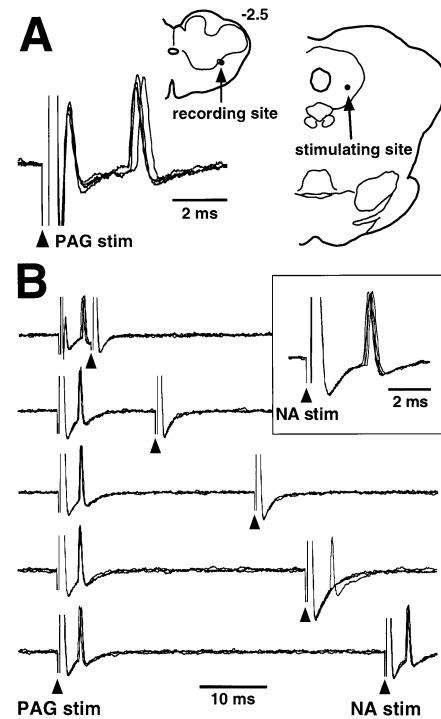 A
-2.5
recording site
stimulating site
2 ms
PAG stim
B
NA stim
2 ms
10 ms
PAG stim
NA stim